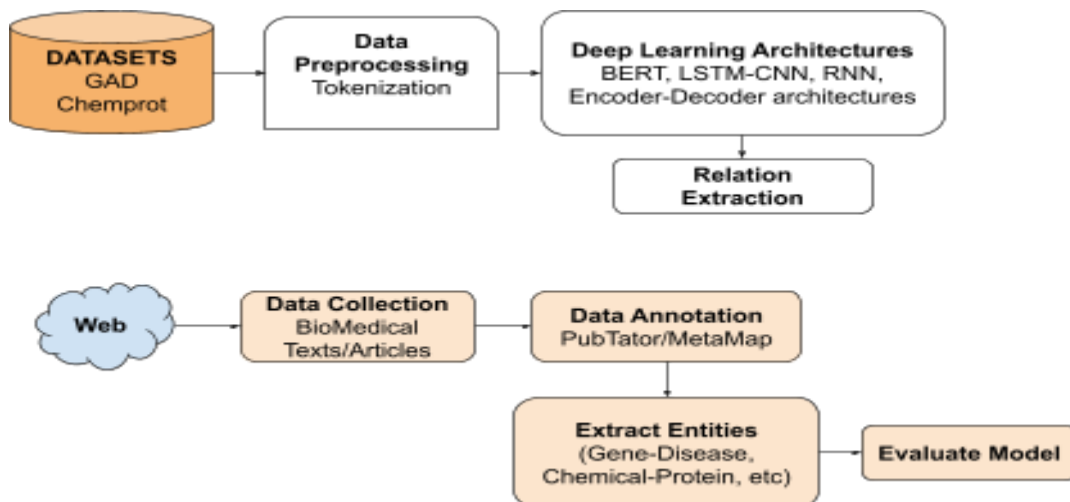 DATASETS
GAD
Chemprot
Data
Preprocessing
Tokenization
Deep Learning Architectures
BERT, LSTM-CNN, RNN,
Encoder-Decoder architectures
Relation
Extraction
Web
Data Collection
BioMedical
Texts/Articles
Data Annotation
PubTator/MetaMap
Extract Entities
(Gene-Disease,
Chemical-Protein, etc)
Evaluate Model